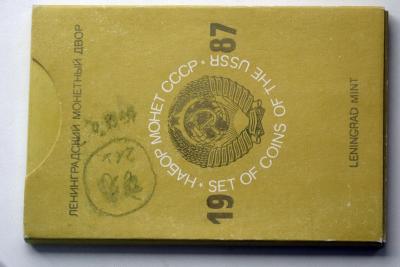 ЛЕНИНГРАДСКИЙ МОНЕТНЫЙ ДВОР
НАБОР МОНЕТ СССР · SET OF COINS OF THE USSR ·
19 87
LENINGRAD MINT